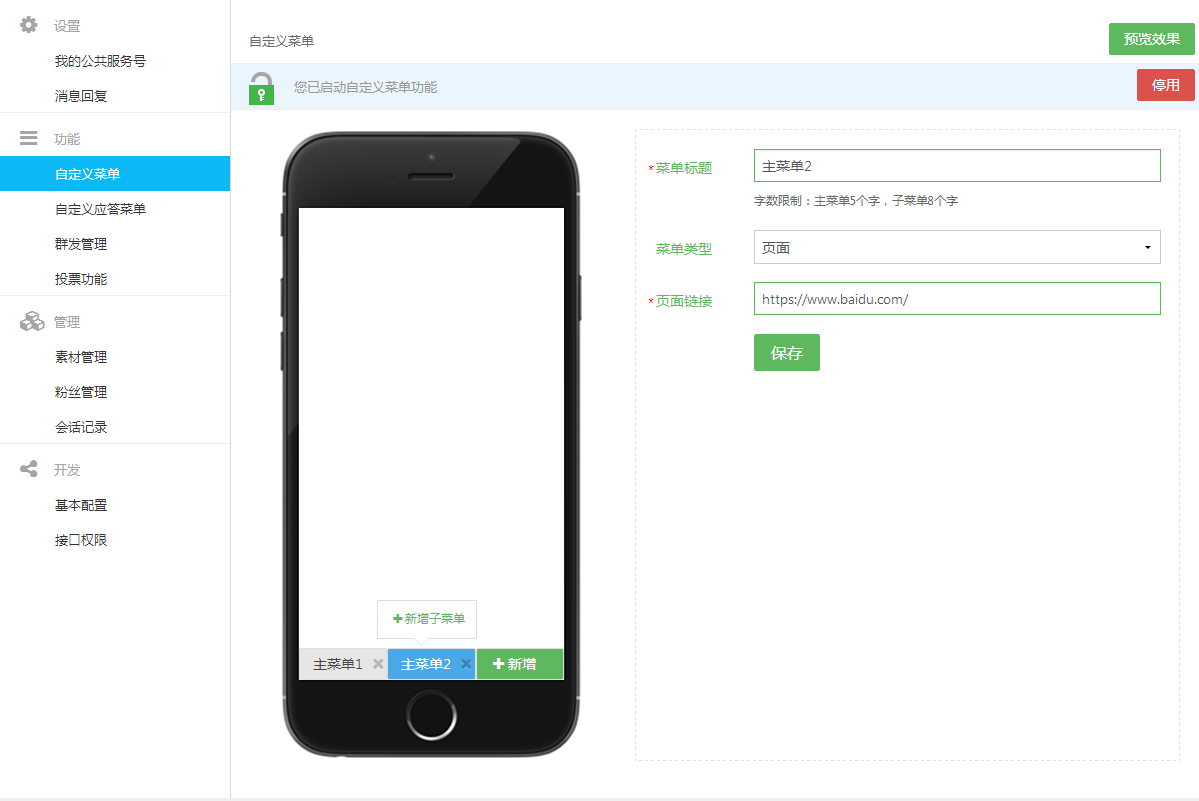 设置
我的公共服务号
消息回复
功能
自定义菜单
自定义应答菜单
群发管理
投票功能
管理
素材管理
粉丝管理
会话记录
开发
基本配置
接口权限
自定义菜单
预览效果
您已启动自定义菜单功能
停用
*菜单标题 主菜单2
字数限制：主菜单5个字，子菜单8个字
菜单类型 页面
*页面链接 https://www.baidu.com/
保存
新增子菜单
主菜单1 主菜单2 新增